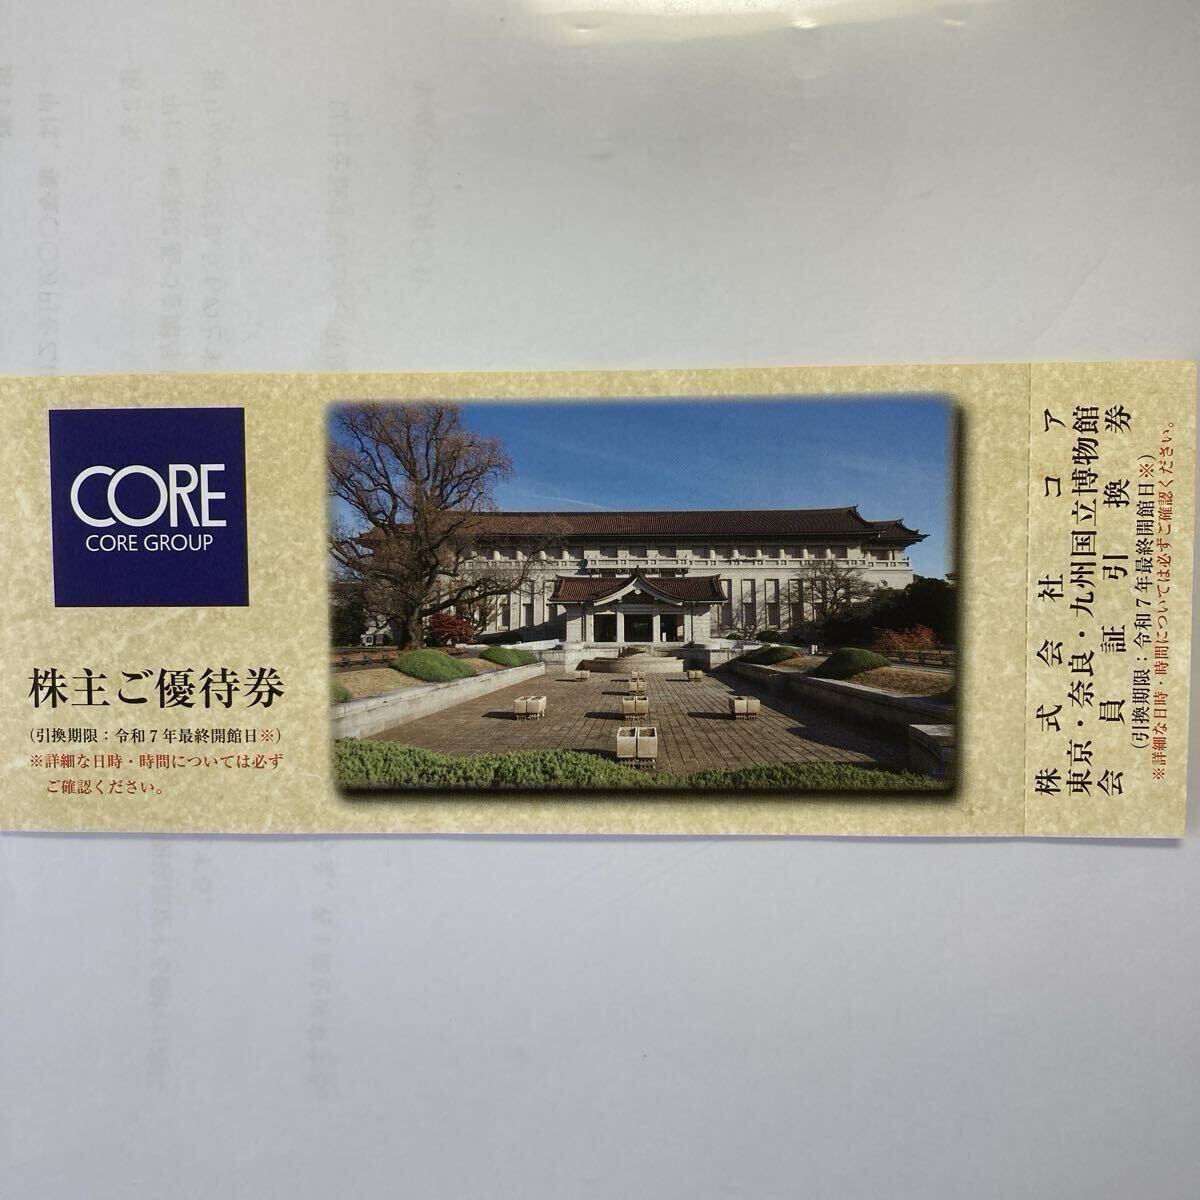 CORE
CORE GROUP
株主ご優待券
(引換期限：令和7年最終開館日※)
※詳細な日時・時間については必ず
ご確認ください。
株式会社コア
東京・奈良・九州国立博物館
会員証引換券
(引換期限：令和7年最終開館日※)
※詳細な日時・時間については必ずご確認ください。